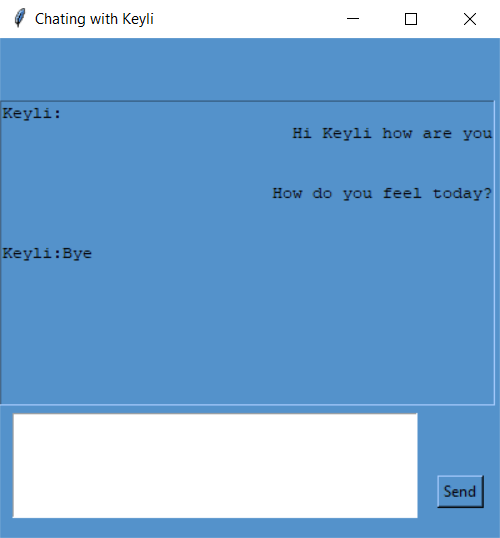 Chating with Keyli
Keyli:
Hi Keyli how are you
How do you feel today?
Keyli:Bye
Send